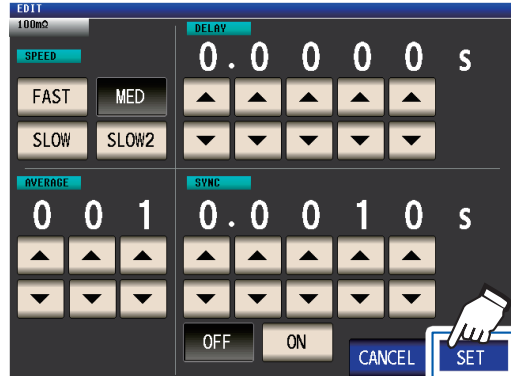 EDIT
100mΩ
SPEED
FAST MED
SLOW SLOW2
DELAY
0.0000 s
AVERAGE
001
SYNC
0.0010 s
OFF ON
CANCEL SET